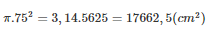 π.75² = 3, 14.5625 = 17662, 5(cm²)